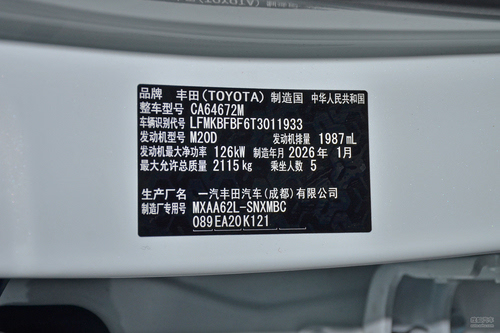 品牌 丰田(TOYOTA) 制造国 中华人民共和国
整车型号 CA64672M
车辆识别代号 LFMKBFBF6T3011933
发动机型号 M20D 发动机排量 1987mL
发动机最大净功率 126kW 制造年月 2026年 1月
最大允许总质量 2115kg 乘坐人数 5
生产厂名 一汽丰田汽车(成都)有限公司
制造厂专用号 MXAA62L-SNXMBC
089EA20K121